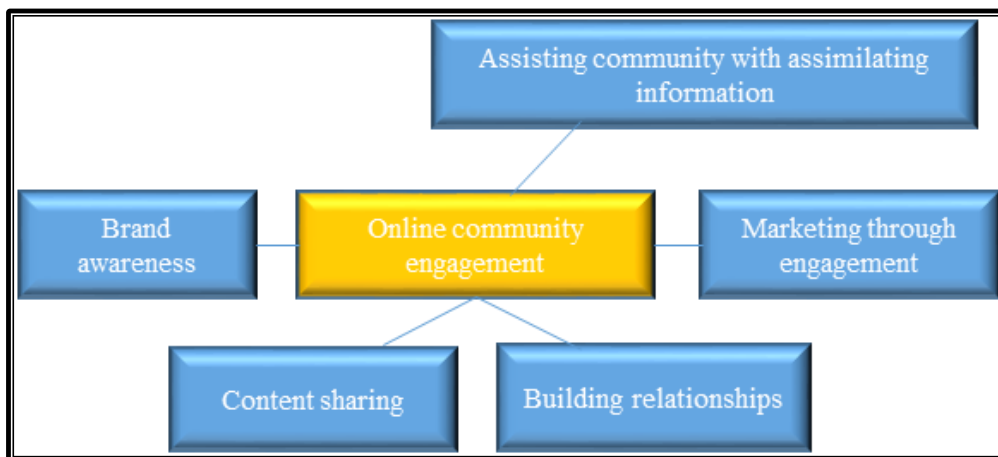 Assisting community with assimilating
information
Brand
awareness
Online community
engagement
Marketing through
engagement
Content sharing
Building relationships